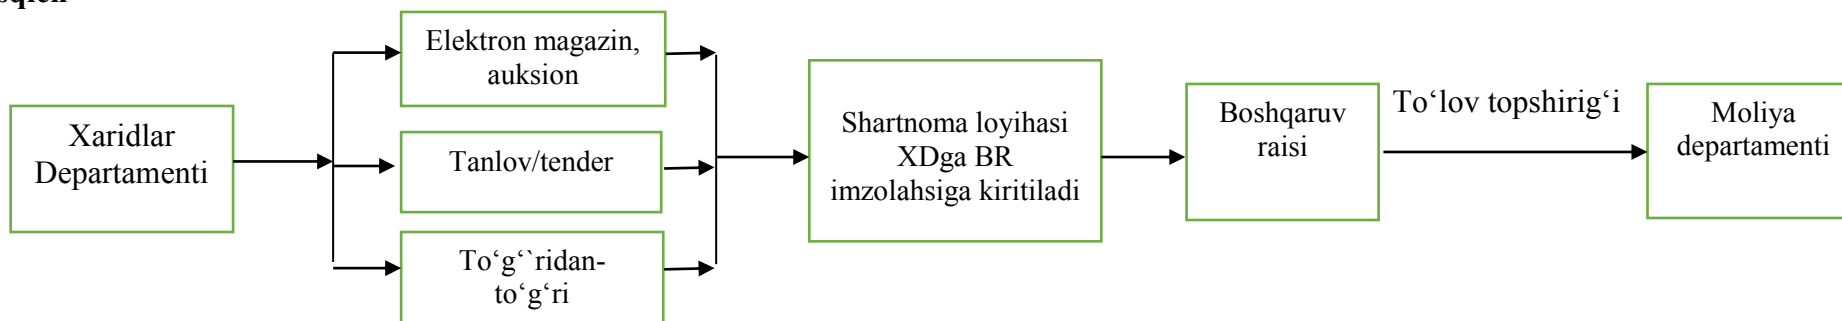 Xaridlar
Departamenti
Elektron magazin,
auksion
Tanlov/tender
To‘g‘`ridan-
to‘g‘ri
Shartnoma loyihasi
XDga BR
imzolahsiga kiritiladi
Boshqaruv
raisi
To‘lov topshirig‘i
Moliya
departamenti